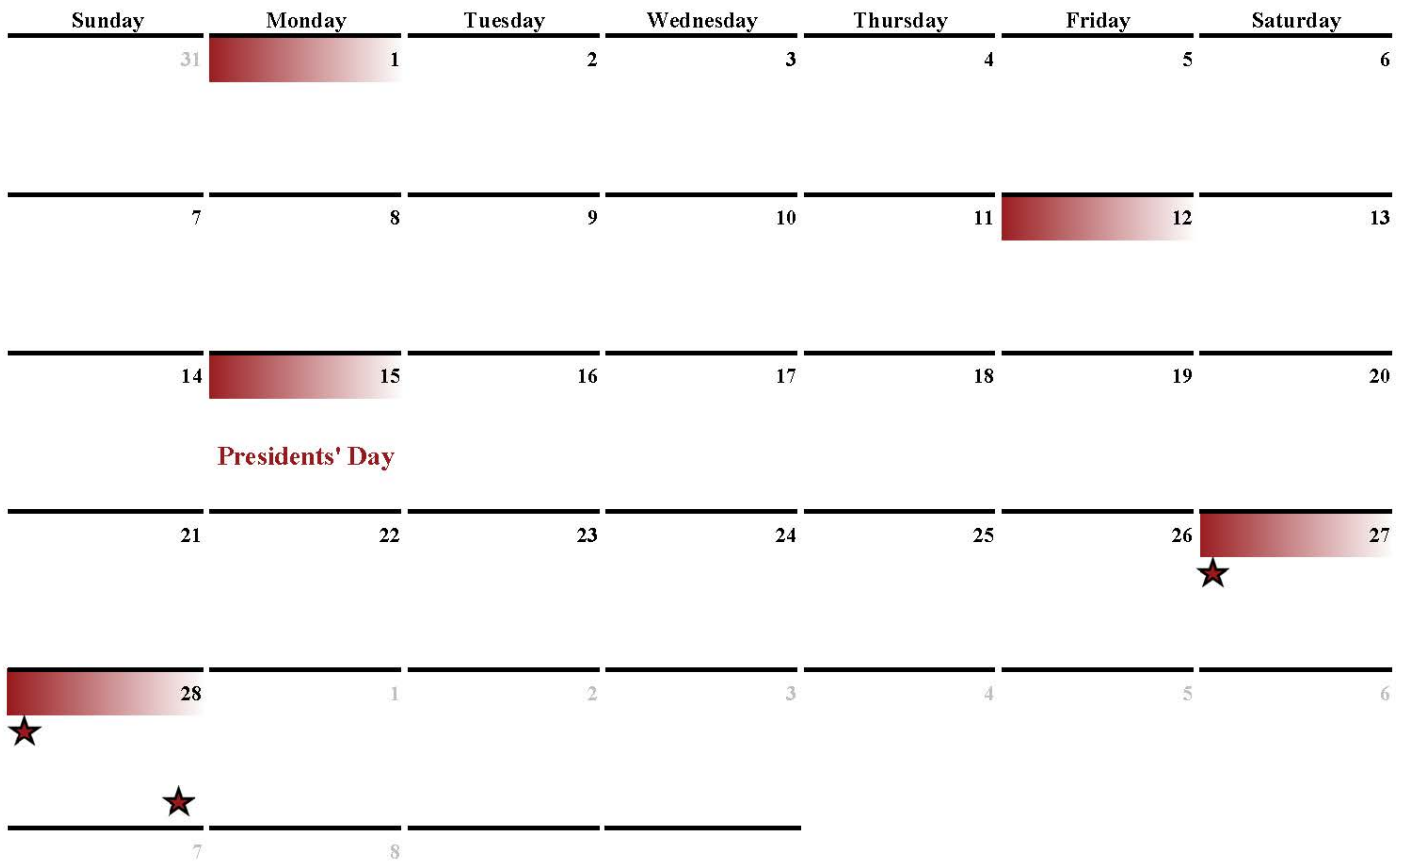 Sunday Monday Tuesday Wednesday Thursday Friday Saturday
31 1 2 3 4 5 6
7 8 9 10 11 12 13
14 15 16 17 18 19 20
Presidents' Day
21 22 23 24 25 26 27
28 1 2 3 4 5 6
7 8